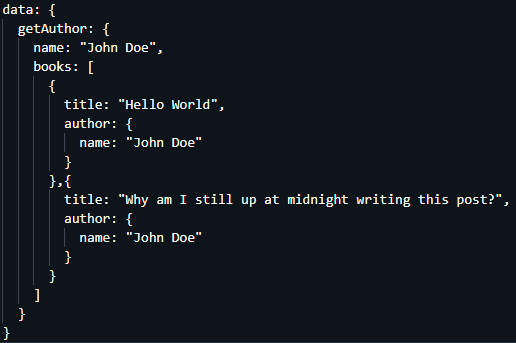 data: {
  getAuthor: {
    name: "John Doe",
    books: [
      {
        title: "Hello World",
        author: {
          name: "John Doe"
        }
      },{
        title: "Why am I still up at midnight writing this post?",
        author: {
          name: "John Doe"
        }
      }
    ]
  }
}